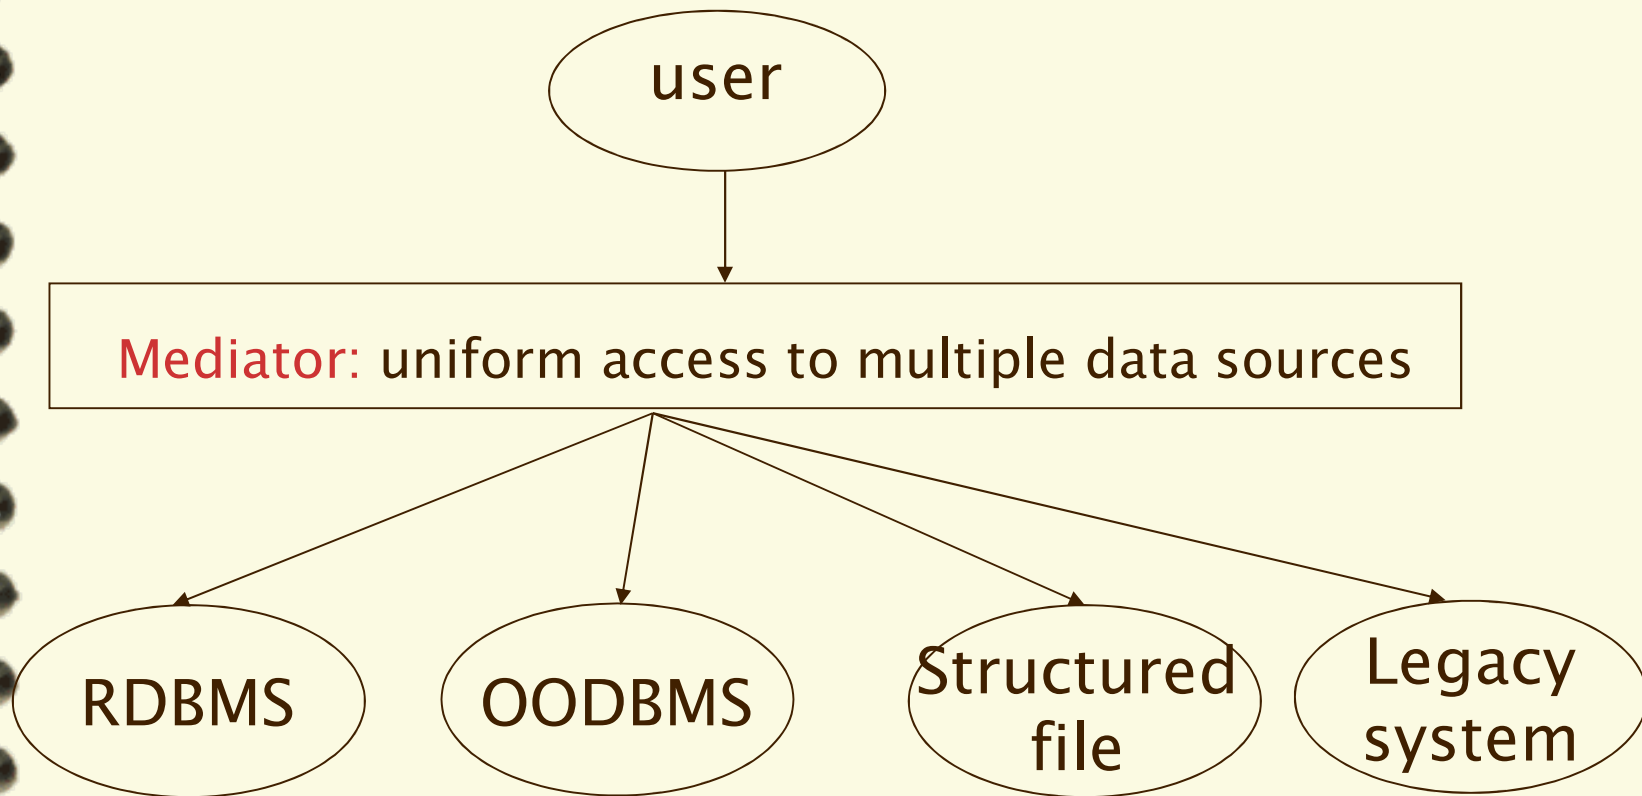 user
Mediator: uniform access to multiple data sources
RDBMS
OODBMS
Structured
file
Legacy
system